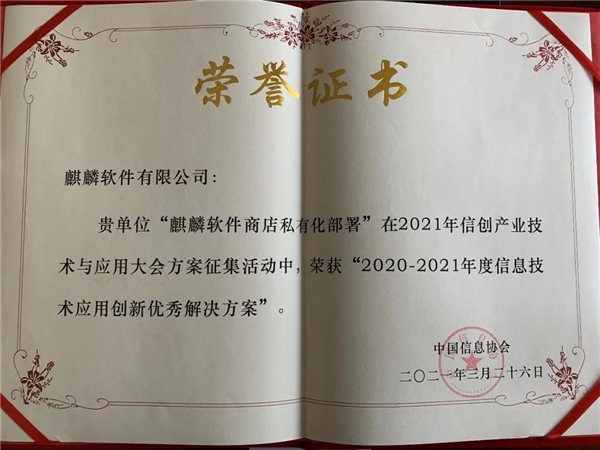 荣誉证书
麒麟软件有限公司：
贵单位“麒麟软件商店私有化部署”在2021年信创产业技
术与应用大会方案征集活动中，荣获“2020-2021年度信息技
术应用创新优秀解决方案”。
中国信息协会
二〇二一年三月二十六日